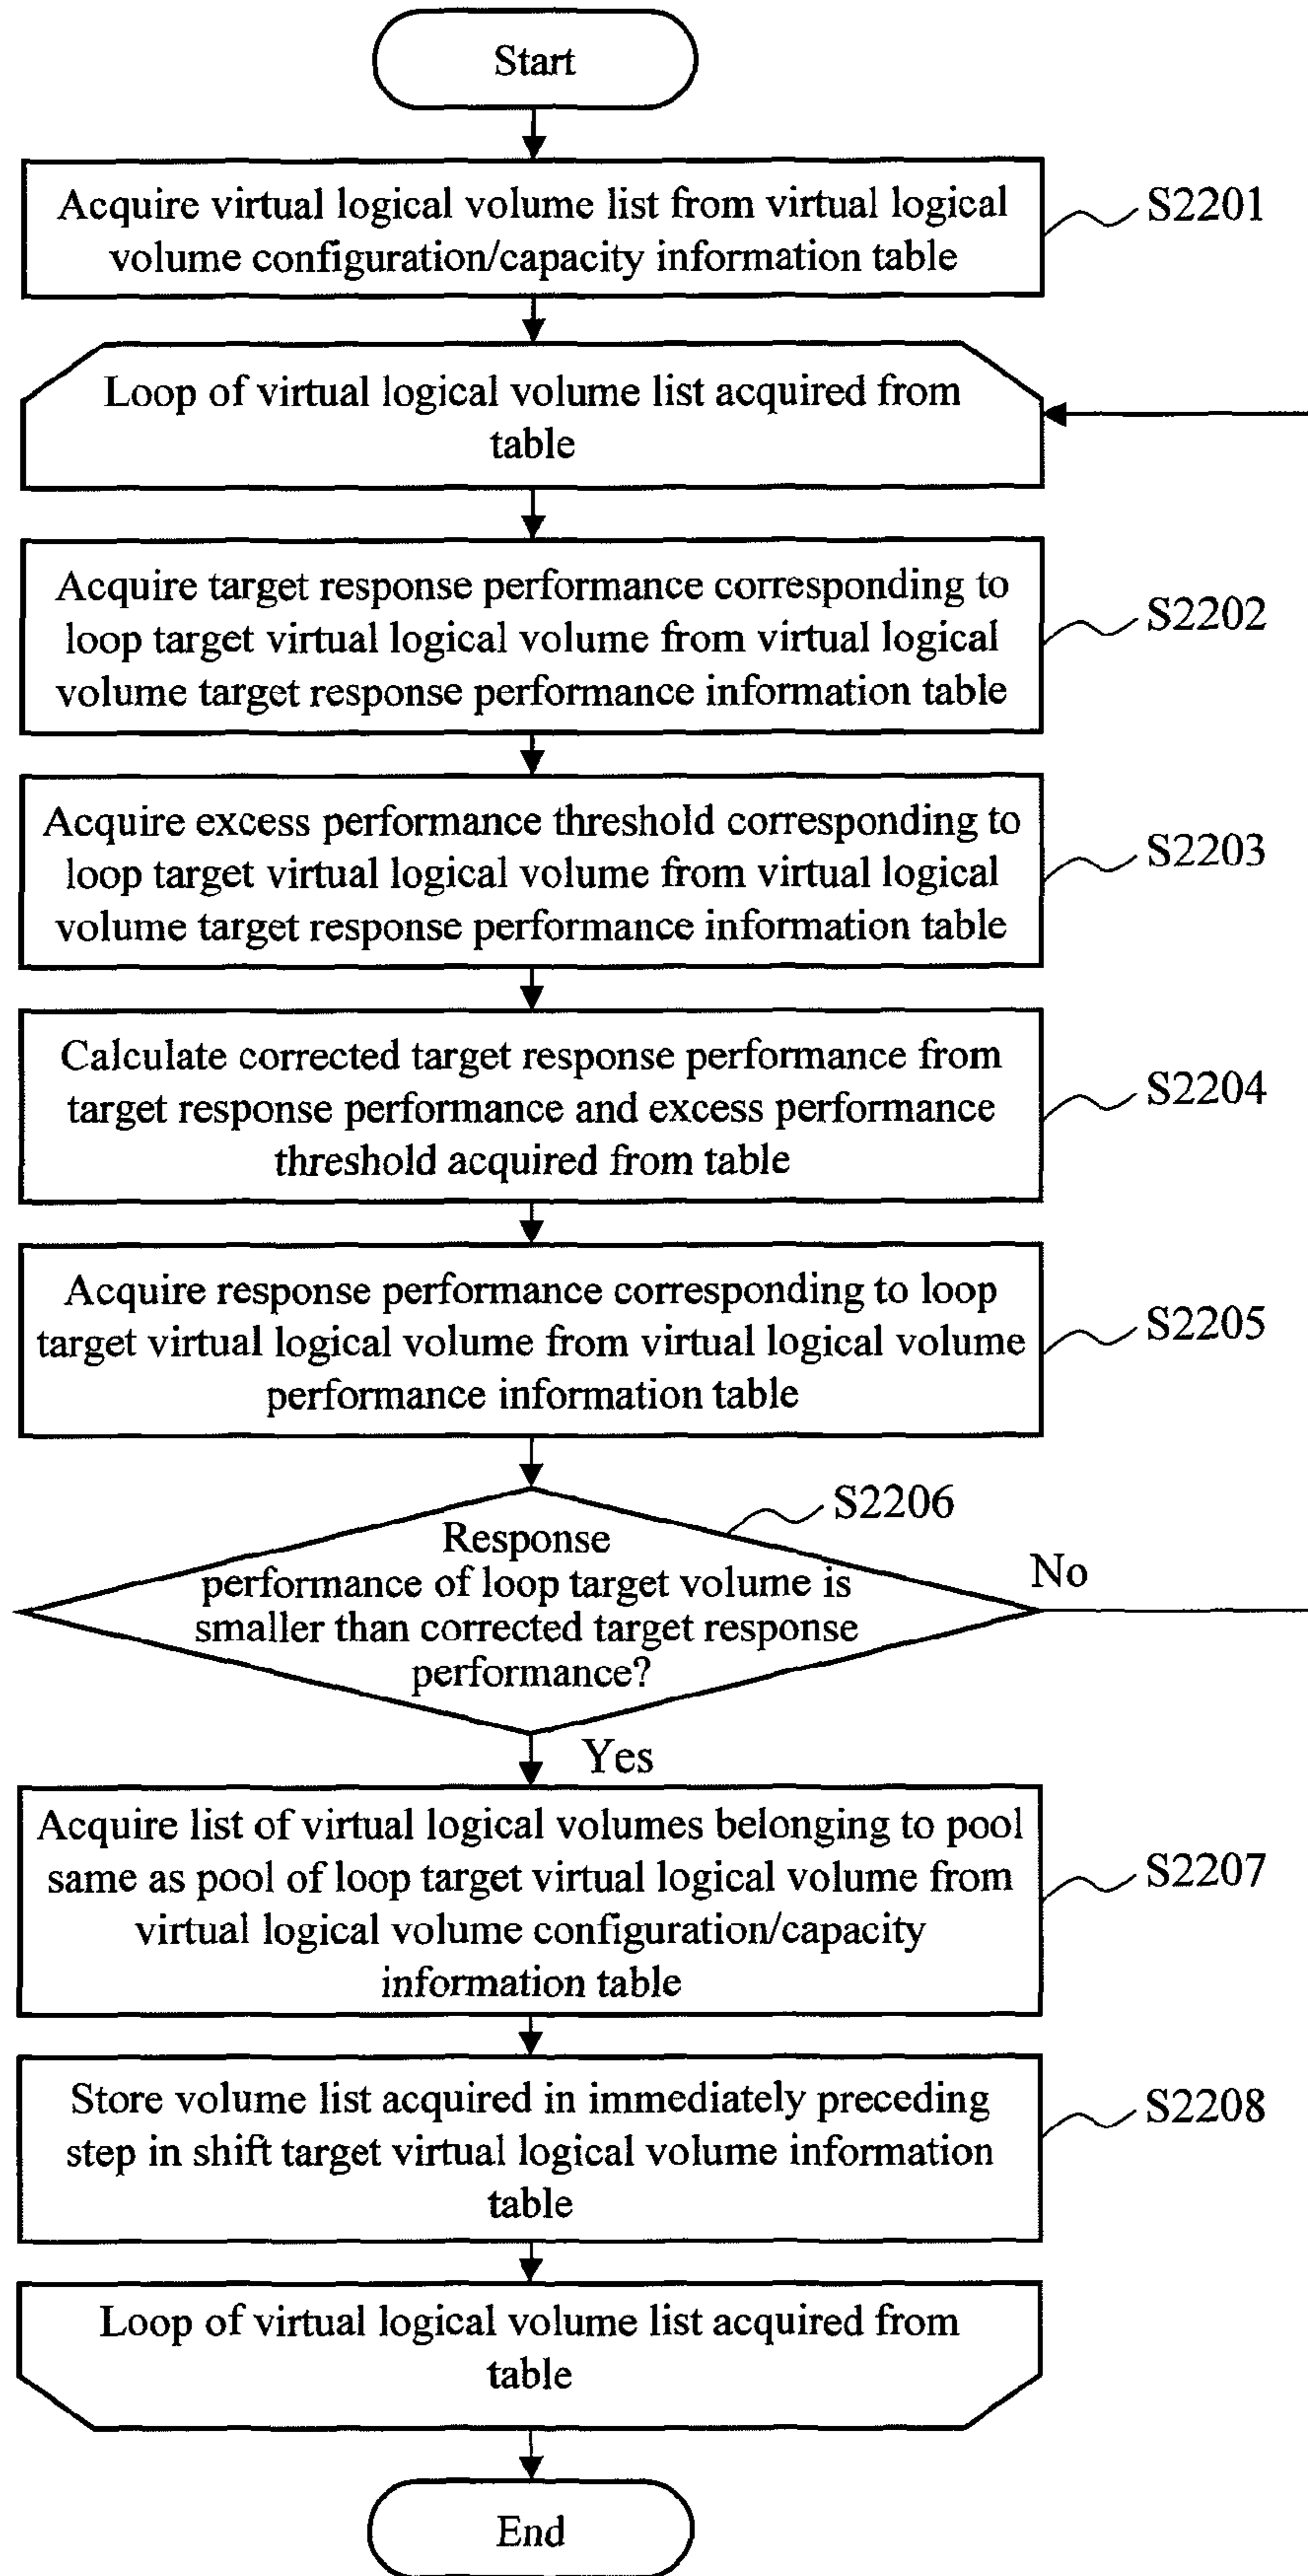 Start
Acquire virtual logical volume list from virtual logical
volume configuration/capacity information table
S2201
Loop of virtual logical volume list acquired from
table
Acquire target response performance corresponding to
loop target virtual logical volume from virtual logical
volume target response performance information table
S2202
Acquire excess performance threshold corresponding to
loop target virtual logical volume from virtual logical
volume target response performance information table
S2203
Calculate corrected target response performance from
target response performance and excess performance
threshold acquired from table
S2204
Acquire response performance corresponding to loop
target virtual logical volume from virtual logical volume
performance information table
S2205
S2206
Response
performance of loop target volume is
smaller than corrected target response
performance?
No
Yes
Acquire list of virtual logical volumes belonging to pool
same as pool of loop target virtual logical volume from
virtual logical volume configuration/capacity
information table
S2207
Store volume list acquired in immediately preceding
step in shift target virtual logical volume information
table
S2208
Loop of virtual logical volume list acquired from
table
End